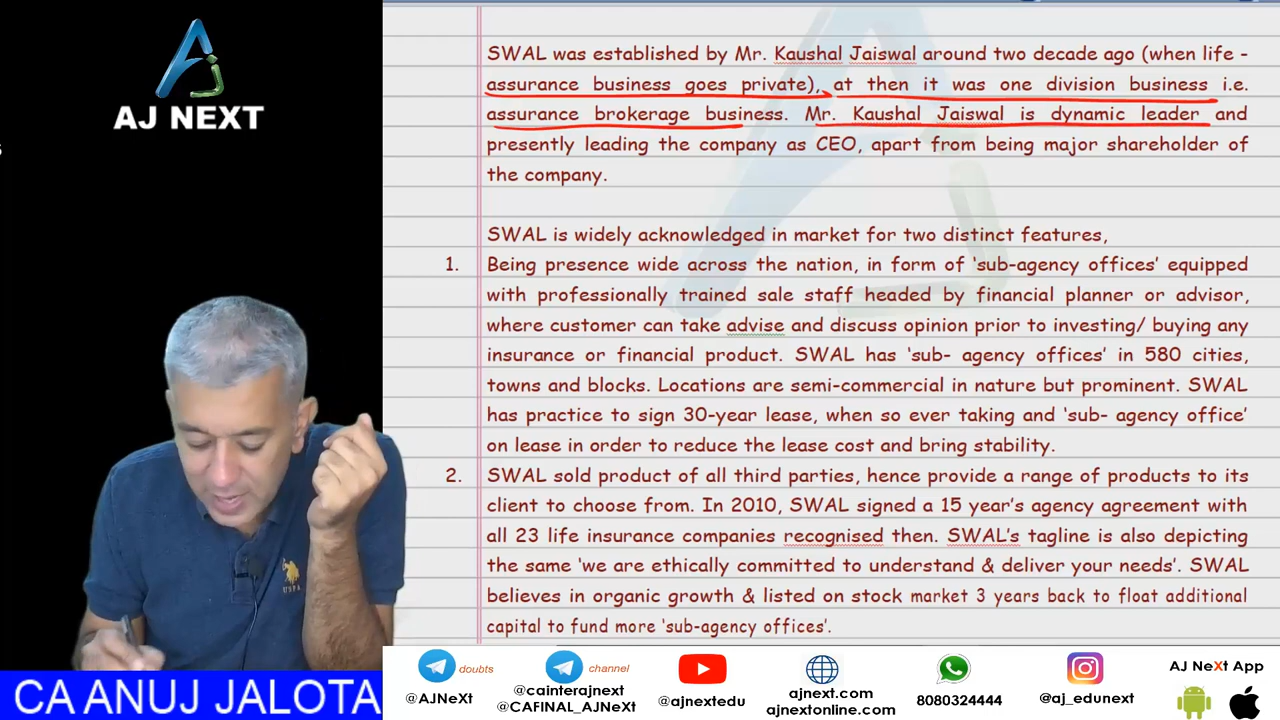 AJ NEXT
SWAL was established by Mr. Kaushal Jaiswal around two decade ago (when life -
assurance business goes private), at then it was one division business i.e.
assurance brokerage business. Mr. Kaushal Jaiswal is dynamic leader and
presently leading the company as CEO, apart from being major shareholder of
the company.
SWAL is widely acknowledged in market for two distinct features,
1. Being presence wide across the nation, in form of ‘sub-agency offices’ equipped
with professionally trained sale staff headed by financial planner or advisor,
where customer can take advise and discuss opinion prior to investing/ buying any
insurance or financial product. SWAL has ‘sub- agency offices’ in 580 cities,
towns and blocks. Locations are semi-commercial in nature but prominent. SWAL
has practice to sign 30-year lease, when so ever taking and ‘sub- agency office’
on lease in order to reduce the lease cost and bring stability.
2. SWAL sold product of all third parties, hence provide a range of products to its
client to choose from. In 2010, SWAL signed a 15 year’s agency agreement with
all 23 life insurance companies recognised then. SWAL’s tagline is also depicting
the same ‘we are ethically committed to understand & deliver your needs’. SWAL
believes in organic growth & listed on stock market 3 years back to float additional
capital to fund more ‘sub-agency offices’.
USPA
CA ANUJ JALOTA
doubts
@AJNeXt
channel
@cainterajnext
@CAFINAL_AJNeXt
@ajnextedu
ajnext.com
ajnextonline.com
8080324444
@aj_edunext
AJ NeXt App